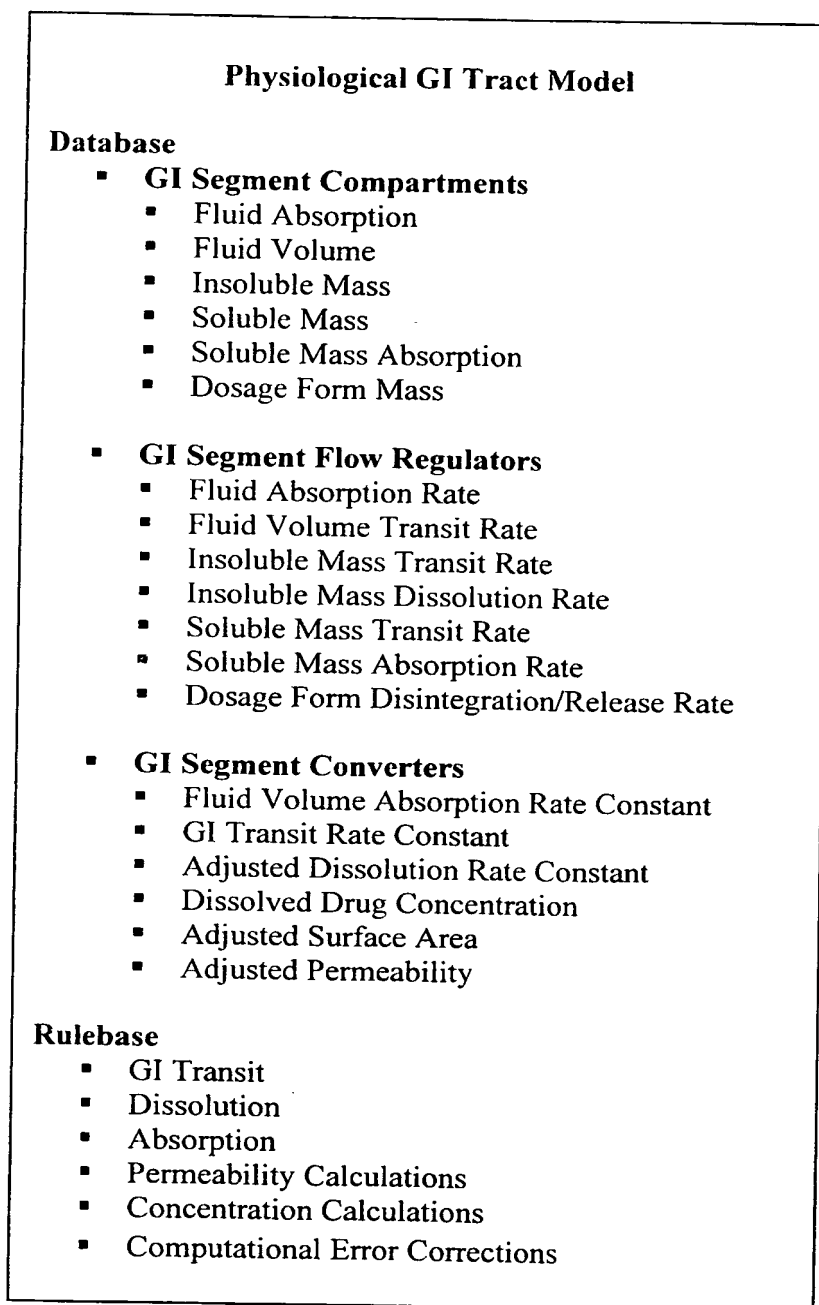 Physiological GI Tract Model
Database
▪ GI Segment Compartments
▪ Fluid Absorption
▪ Fluid Volume
▪ Insoluble Mass
▪ Soluble Mass
▪ Soluble Mass Absorption
▪ Dosage Form Mass
▪ GI Segment Flow Regulators
▪ Fluid Absorption Rate
▪ Fluid Volume Transit Rate
▪ Insoluble Mass Transit Rate
▪ Insoluble Mass Dissolution Rate
▪ Soluble Mass Transit Rate
▪ Soluble Mass Absorption Rate
▪ Dosage Form Disintegration/Release Rate
▪ GI Segment Converters
▪ Fluid Volume Absorption Rate Constant
▪ GI Transit Rate Constant
▪ Adjusted Dissolution Rate Constant
▪ Dissolved Drug Concentration
▪ Adjusted Surface Area
▪ Adjusted Permeability
Rulebase
▪ GI Transit
▪ Dissolution
▪ Absorption
▪ Permeability Calculations
▪ Concentration Calculations
▪ Computational Error Corrections